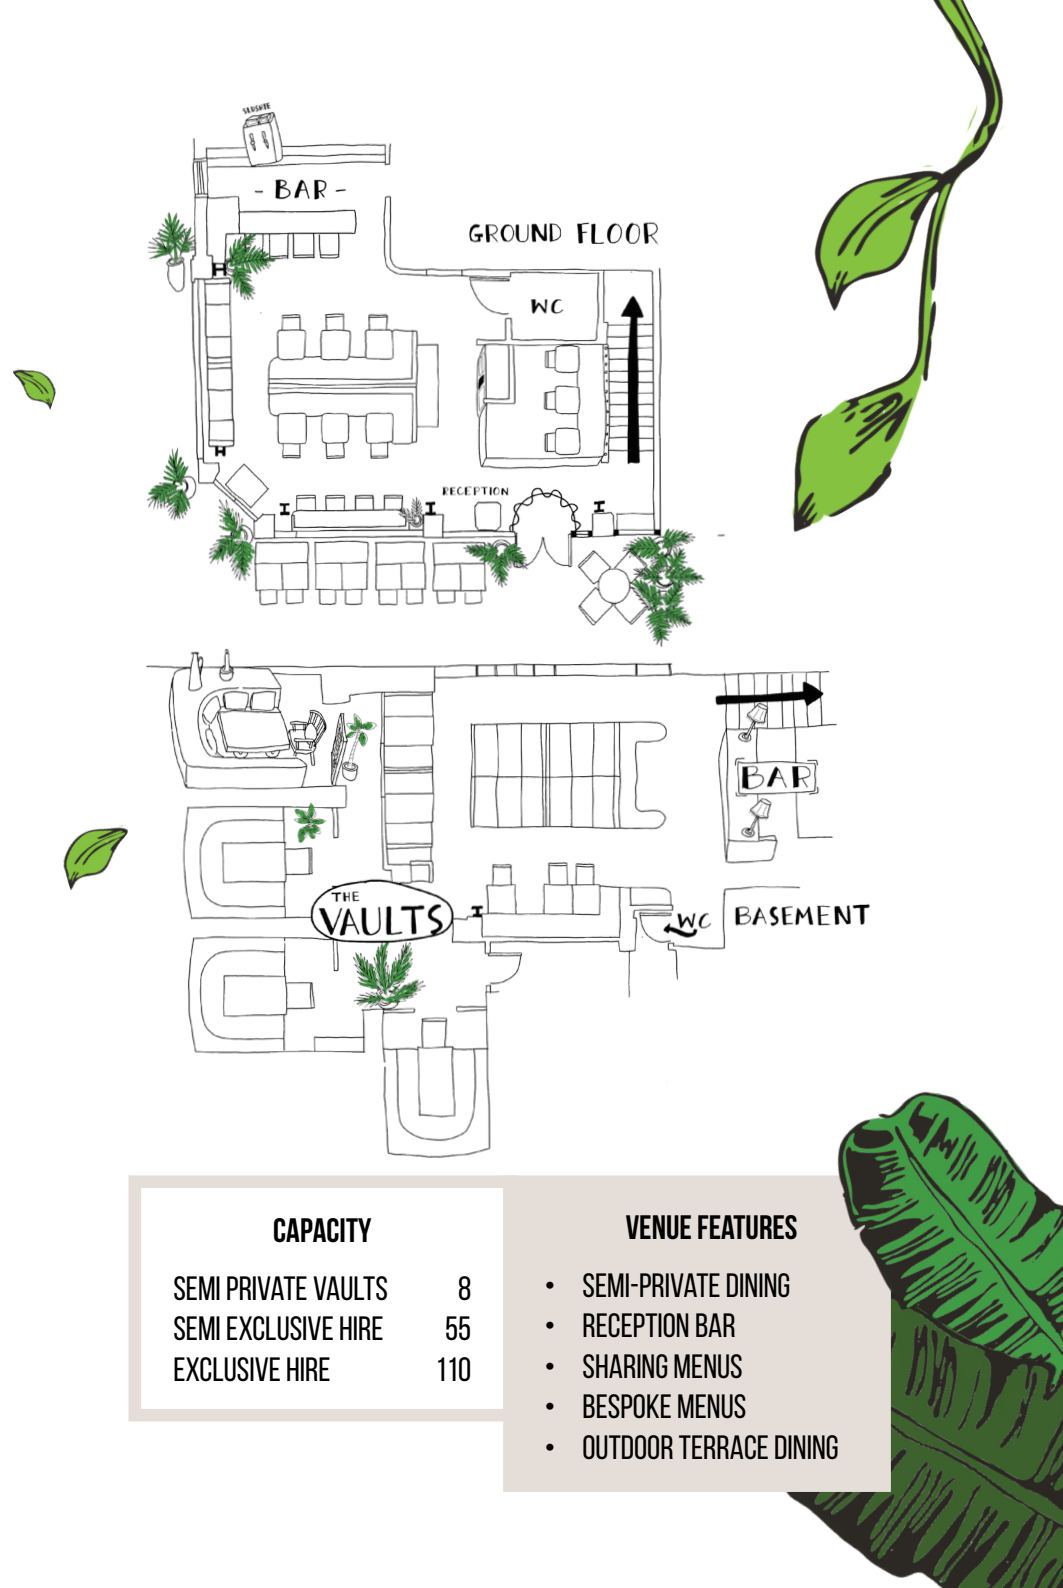 SLUSHIE
- BAR -
GROUND FLOOR
WC
RECEPTION
BAR
THE
VAULTS
WC
BASEMENT
CAPACITY
SEMI PRIVATE VAULTS 8
SEMI EXCLUSIVE HIRE 55
EXCLUSIVE HIRE 110
VENUE FEATURES
• SEMI-PRIVATE DINING
• RECEPTION BAR
• SHARING MENUS
• BESPOKE MENUS
• OUTDOOR TERRACE DINING